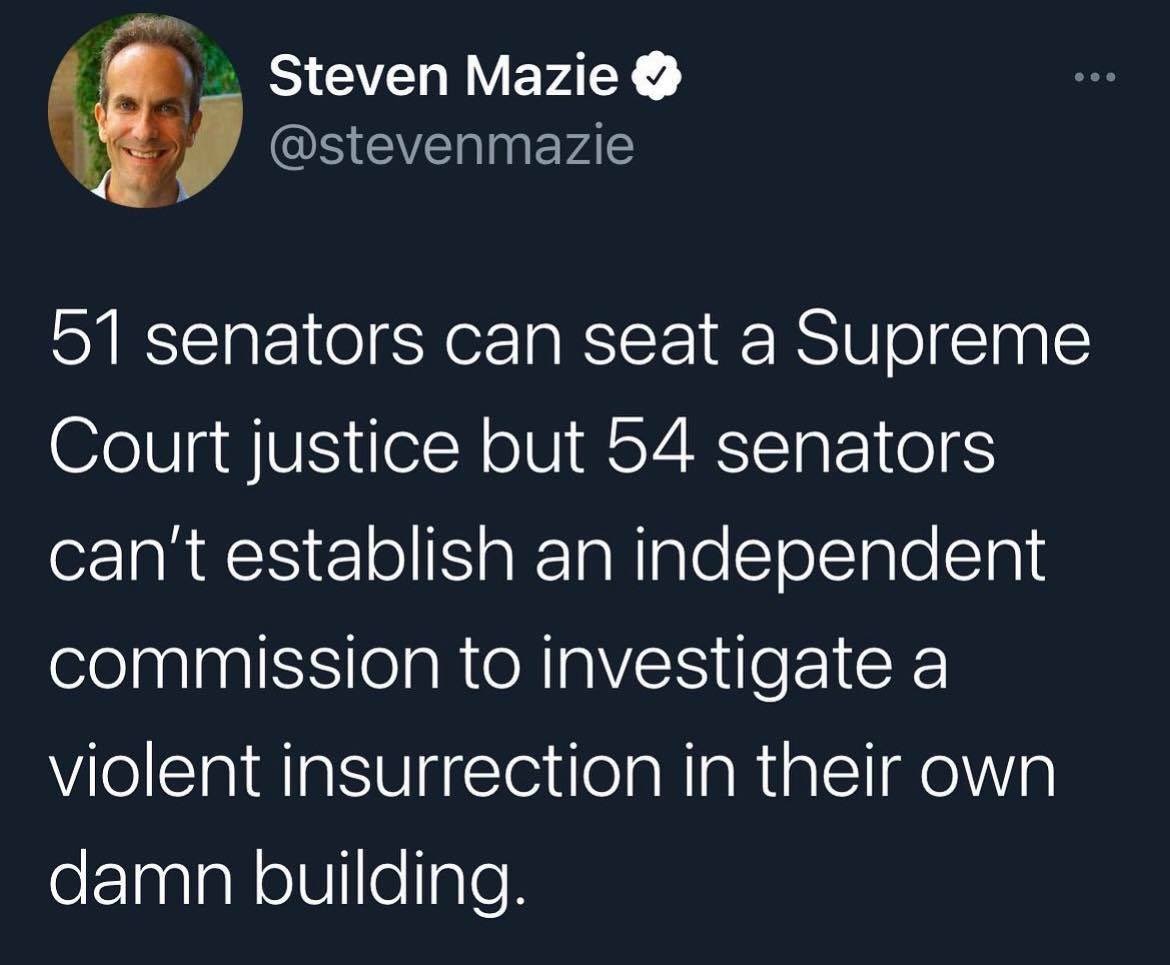 Steven Mazie
@stevenmazie
51 senators can seat a Supreme
Court justice but 54 senators
can’t establish an independent
commission to investigate a
violent insurrection in their own
damn building.